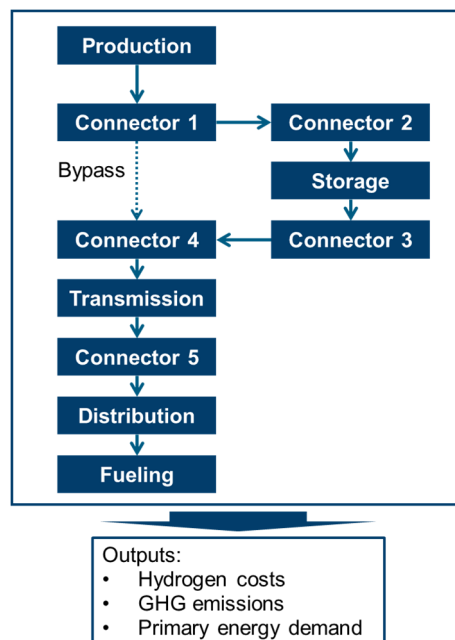 Production
Connector 1
Connector 2
Bypass
Storage
Connector 4
Connector 3
Transmission
Connector 5
Distribution
Fueling
Outputs:
• Hydrogen costs
• GHG emissions
• Primary energy demand